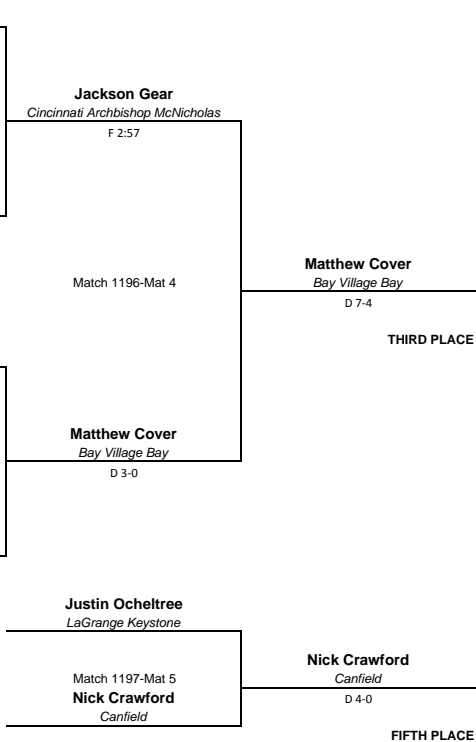 Jackson Gear
Cincinnati Archbishop McNicholas
F 2:57
Match 1196-Mat 4
Matthew Cover
Bay Village Bay
D 7-4
THIRD PLACE
Matthew Cover
Bay Village Bay
D 3-0
Justin Ocheltree
LaGrange Keystone
Match 1197-Mat 5
Nick Crawford
Canfield
Nick Crawford
Canfield
D 4-0
FIFTH PLACE